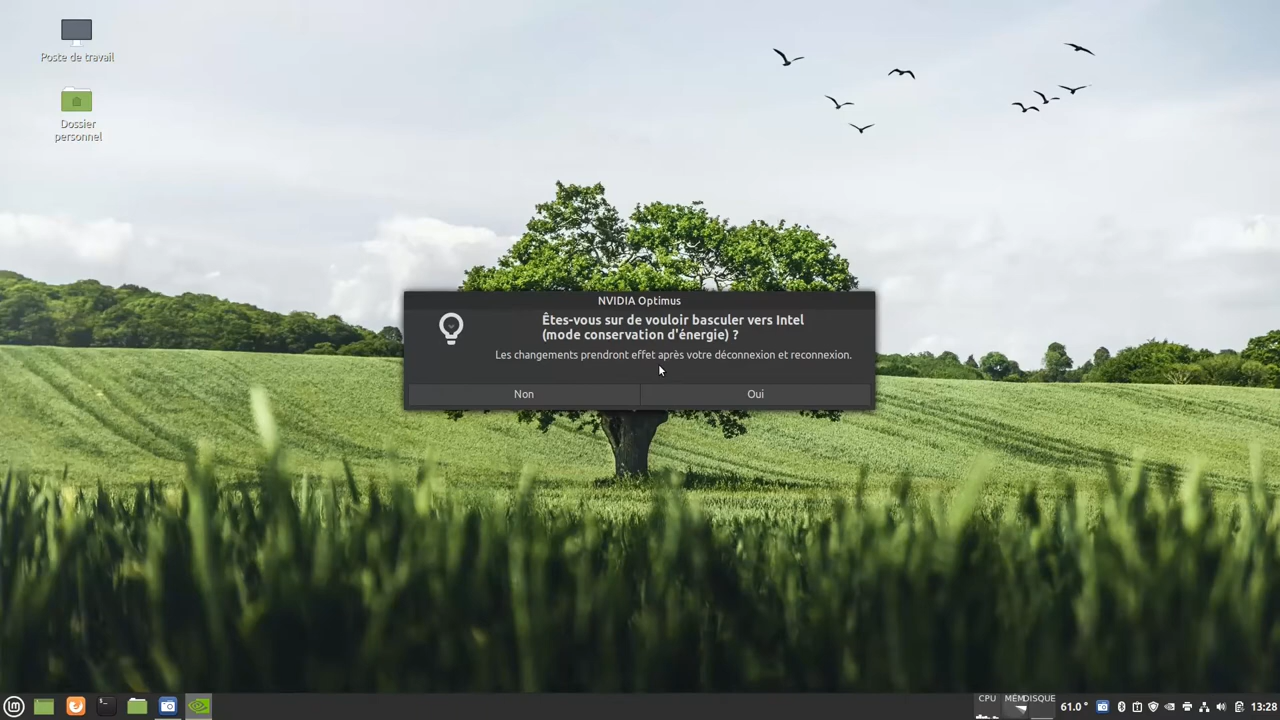 Poste de travail
Dossier
personnel
NVIDIA Optimus
Êtes-vous sur de vouloir basculer vers Intel
(mode conservation d'énergie) ?
Les changements prendront effet après votre déconnexion et reconnexion.
Non Oui
CPU MÉMDISQUE
61.0° 13:28